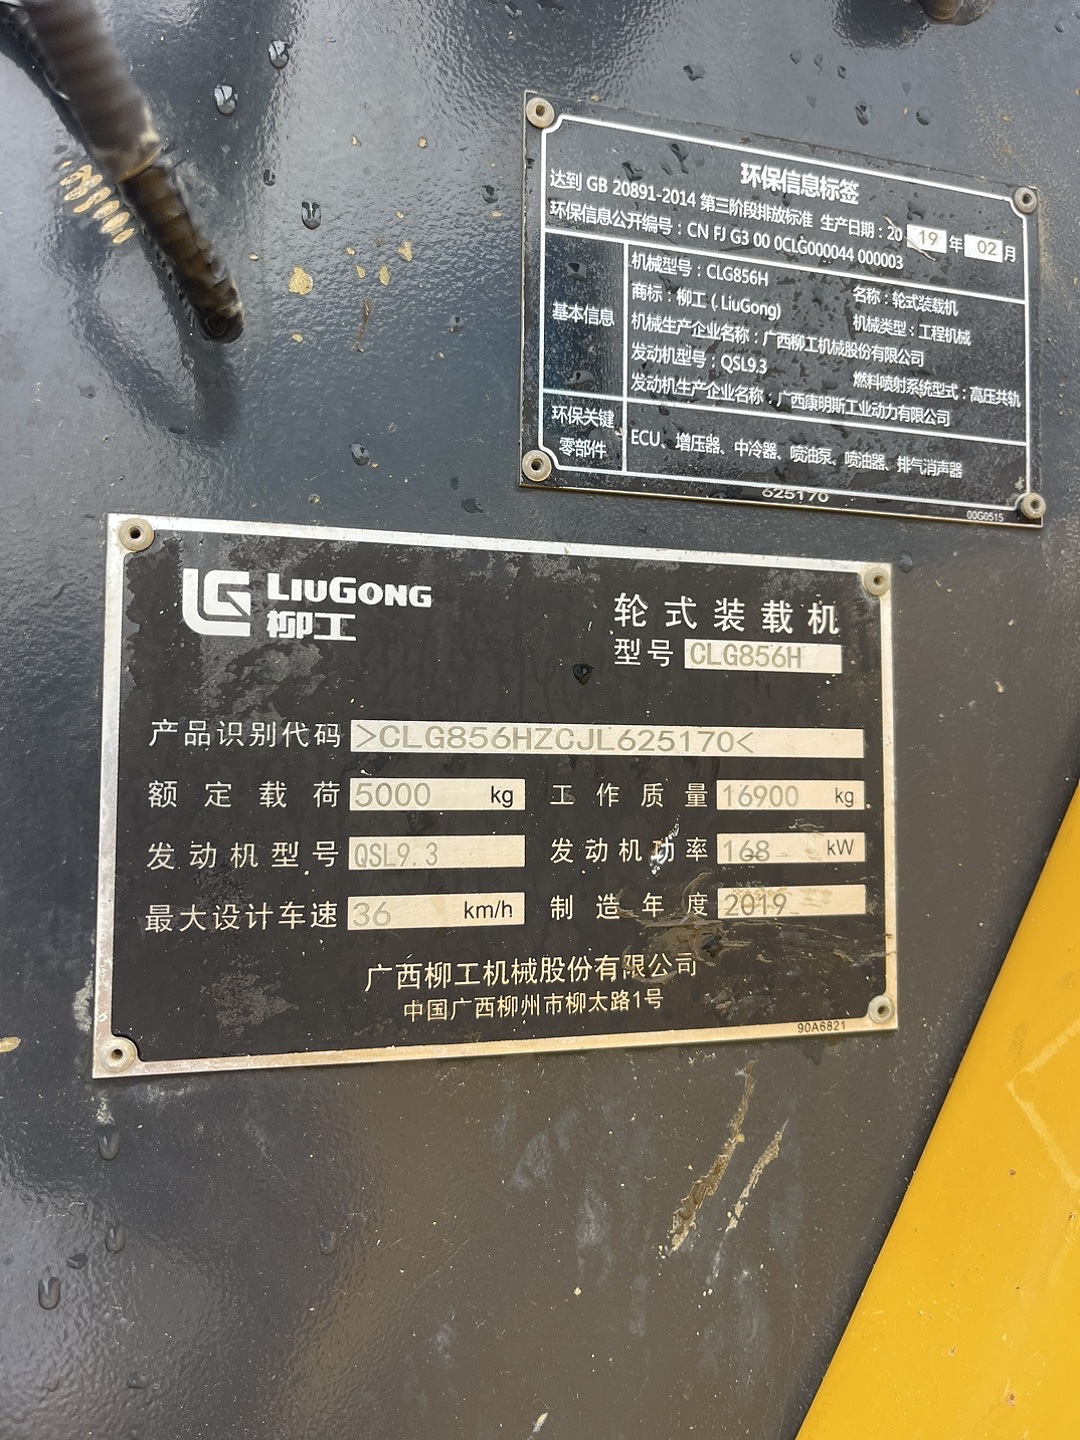 环保信息标签
达到 GB 20891-2014 第三阶段排放标准 生产日期：20 19 年 02 月
环保信息公开编号：CN FJ G3 00 0CLG000044 000003
基本信息
机械型号：CLG856H 名称：轮式装载机
商标：柳工 ( LiuGong) 机械类型：工程机械
机械生产企业名称：广西柳工机械股份有限公司
发动机型号：QSL9.3 燃料喷射系统型式：高压共轨
发动机生产企业名称：广西康明斯工业动力有限公司
环保关键
零部件
ECU、增压器、中冷器、喷油泵、喷油器、排气消声器
625170
00G0515
LG LIUGONG
柳工
轮式装载机
型号 CLG856H
产品识别代码 >CLG856HZCJL625170<
额定载荷 5000 kg 工作质量 16900 kg
发动机型号 QSL9.3 发动机功率 168 kW
最大设计车速 36 km/h 制造年度 2019
广西柳工机械股份有限公司
中国广西柳州市柳太路1号
90A6821